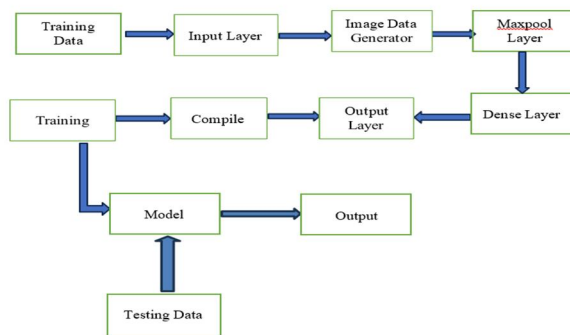 Training
Data
Input Layer
Image Data
Generator
Maxpool
Layer
Training
Compile
Output
Layer
Dense Layer
Model
Output
Testing Data